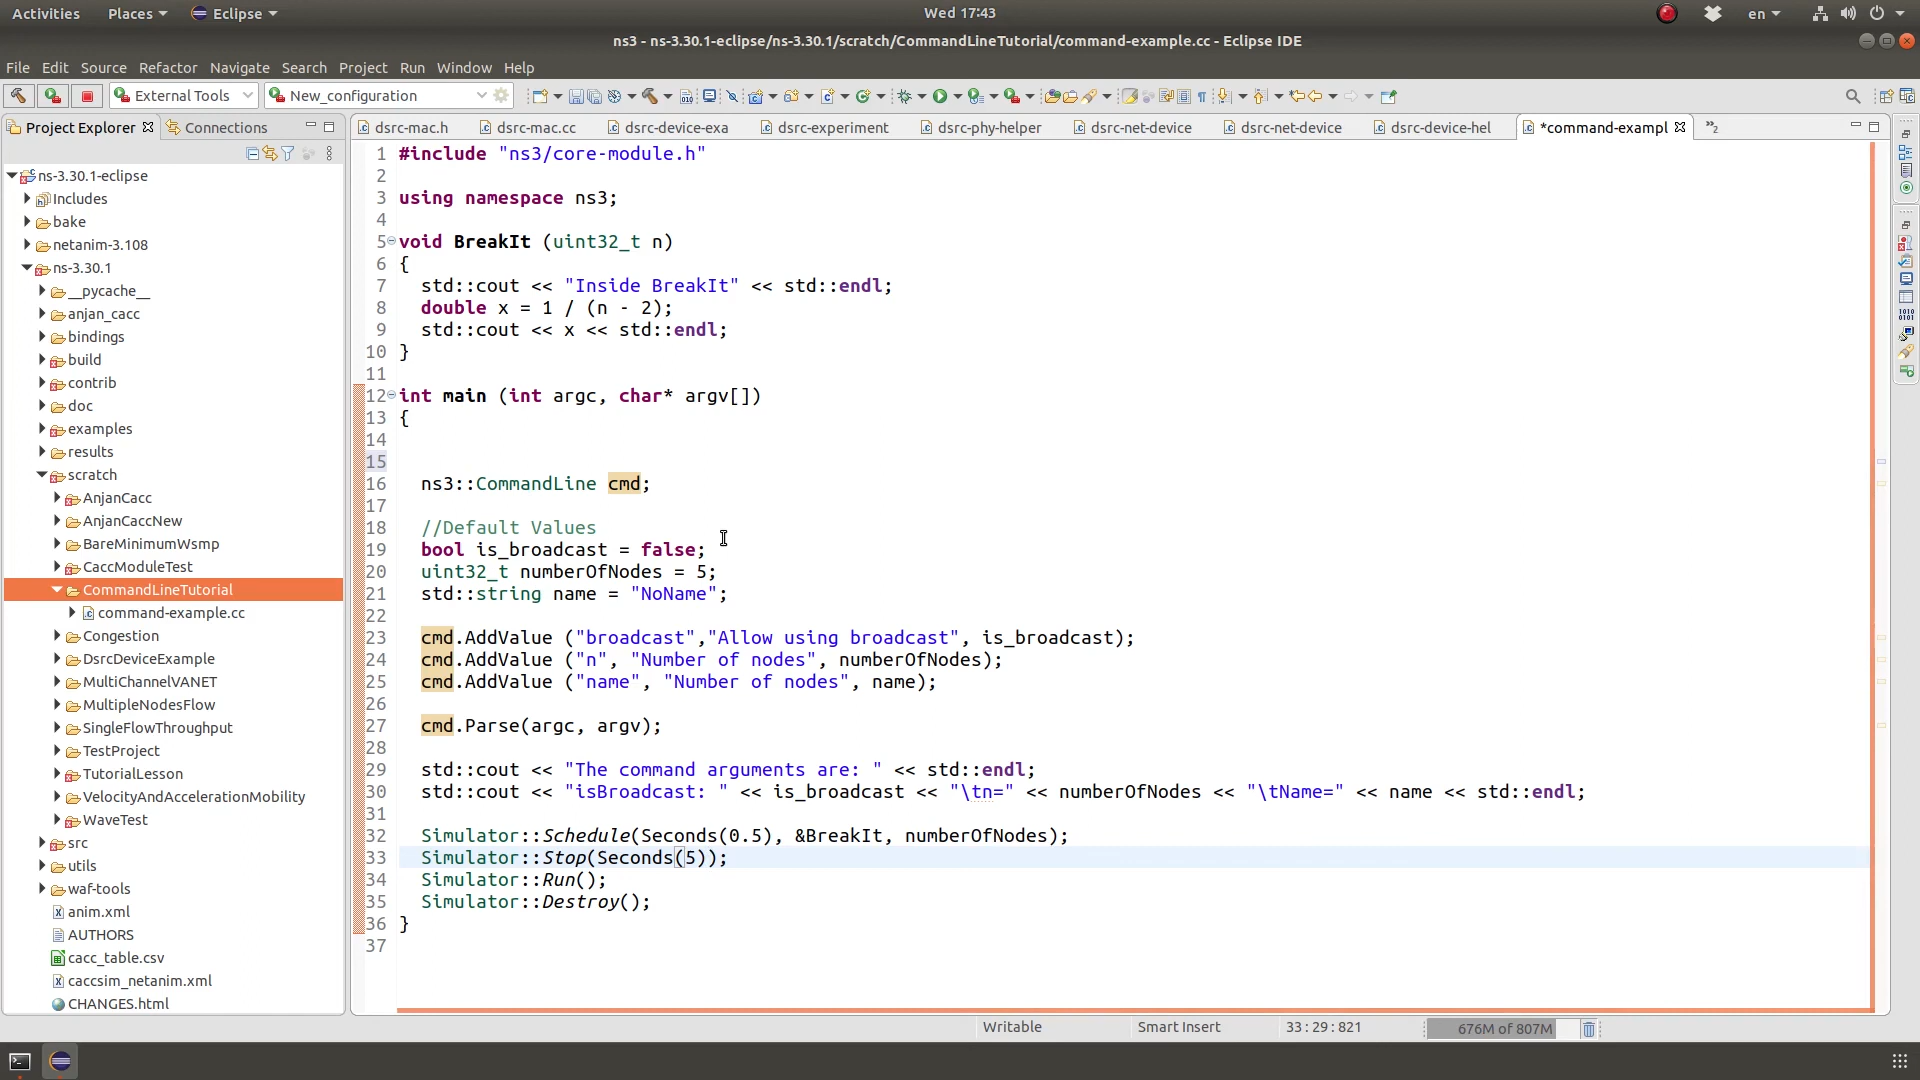 Activities Places Eclipse Wed 17:43 en
ns3 - ns-3.30.1-eclipse/ns-3.30.1/scratch/CommandLineTutorial/command-example.cc - Eclipse IDE
File Edit Source Refactor Navigate Search Project Run Window Help
External Tools New_configuration
Project Explorer Connections
dsrc-mac.h dsrc-mac.cc dsrc-device-exa dsrc-experiment dsrc-phy-helper dsrc-net-device dsrc-net-device dsrc-device-hel *command-exampl »2
ns-3.30.1-eclipse
Includes
bake
netanim-3.108
ns-3.30.1
__pycache__
anjan_cacc
bindings
build
contrib
doc
examples
results
scratch
AnjanCacc
AnjanCaccNew
BareMinimumWsmp
CaccModuleTest
CommandLineTutorial
command-example.cc
Congestion
DsrcDeviceExample
MultiChannelVANET
MultipleNodesFlow
SingleFlowThroughput
TestProject
TutorialLesson
VelocityAndAccelerationMobility
WaveTest
src
utils
waf-tools
anim.xml
AUTHORS
cacc_table.csv
caccsim_netanim.xml
CHANGES.html
1 #include "ns3/core-module.h"
2
3 using namespace ns3;
4
5 void BreakIt (uint32_t n)
6 {
7 std::cout << "Inside BreakIt" << std::endl;
8 double x = 1 / (n - 2);
9 std::cout << x << std::endl;
10 }
11
12 int main (int argc, char* argv[])
13 {
14
15
16 ns3::CommandLine cmd;
17
18 //Default Values
19 bool is_broadcast = false;
20 uint32_t numberOfNodes = 5;
21 std::string name = "NoName";
22
23 cmd.AddValue ("broadcast","Allow using broadcast", is_broadcast);
24 cmd.AddValue ("n", "Number of nodes", numberOfNodes);
25 cmd.AddValue ("name", "Number of nodes", name);
26
27 cmd.Parse(argc, argv);
28
29 std::cout << "The command arguments are: " << std::endl;
30 std::cout << "isBroadcast: " << is_broadcast << "\tn=" << numberOfNodes << "\tName=" << name << std::endl;
31
32 Simulator::Schedule(Seconds(0.5), &BreakIt, numberOfNodes);
33 Simulator::Stop(Seconds(5));
34 Simulator::Run();
35 Simulator::Destroy();
36 }
37
Writable Smart Insert 33 : 29 : 821 676M of 807M